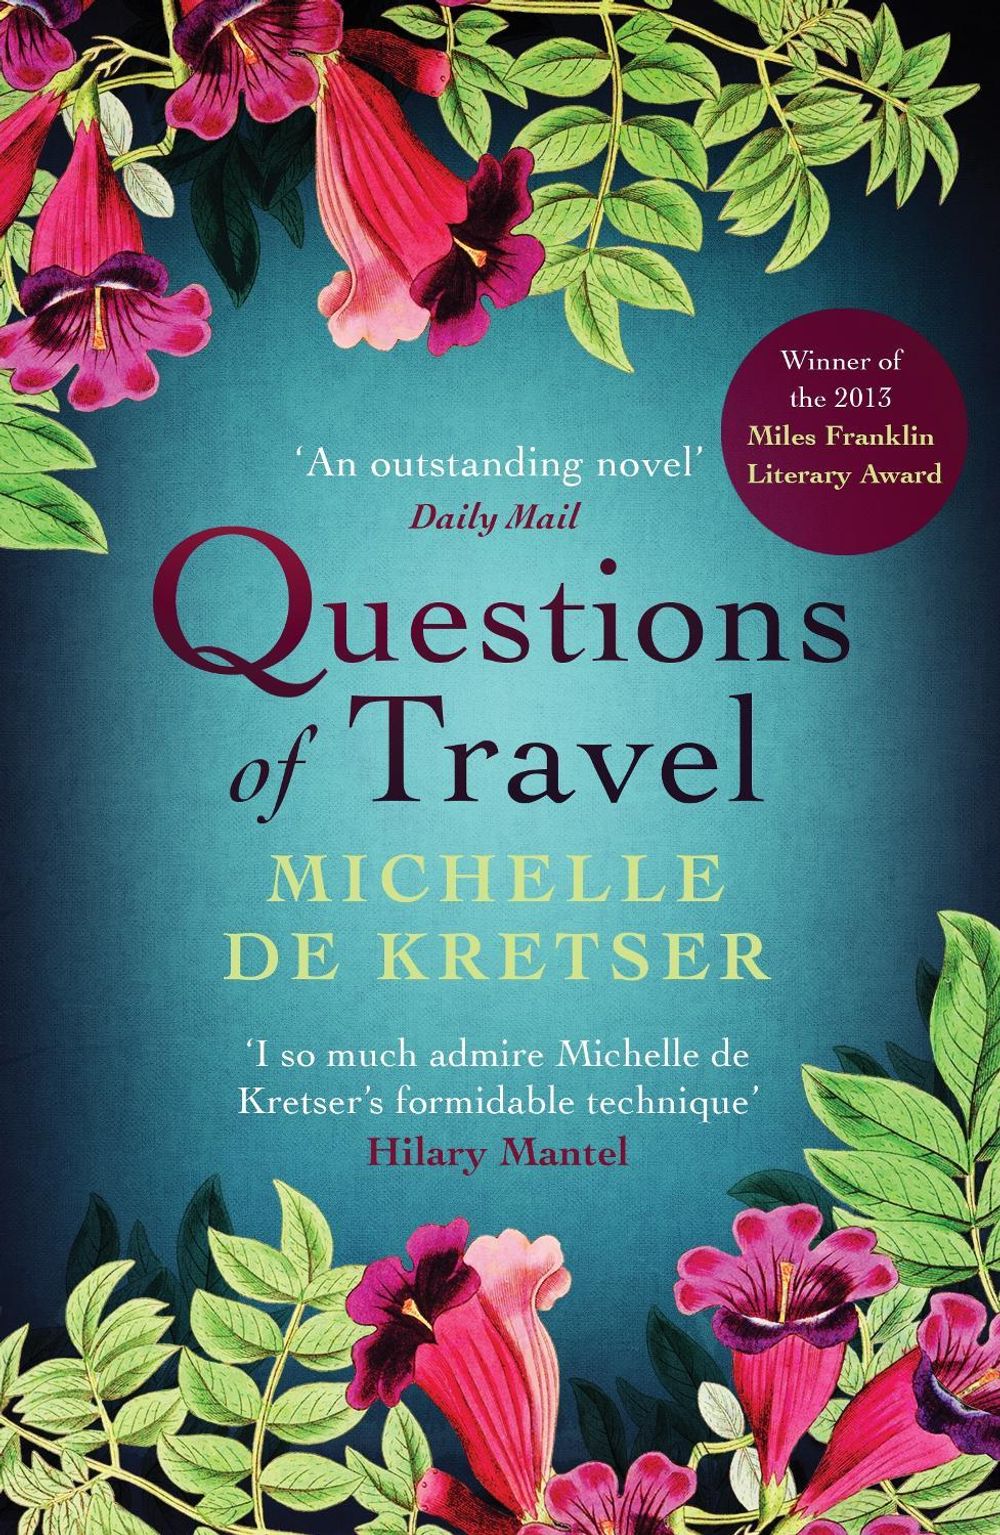 Winner of
the 2013
Miles Franklin
Literary Award
‘An outstanding novel’
Daily Mail
Questions
of Travel
MICHELLE
DE KRETSER
‘I so much admire Michelle de
Kretser’s formidable technique’
Hilary Mantel